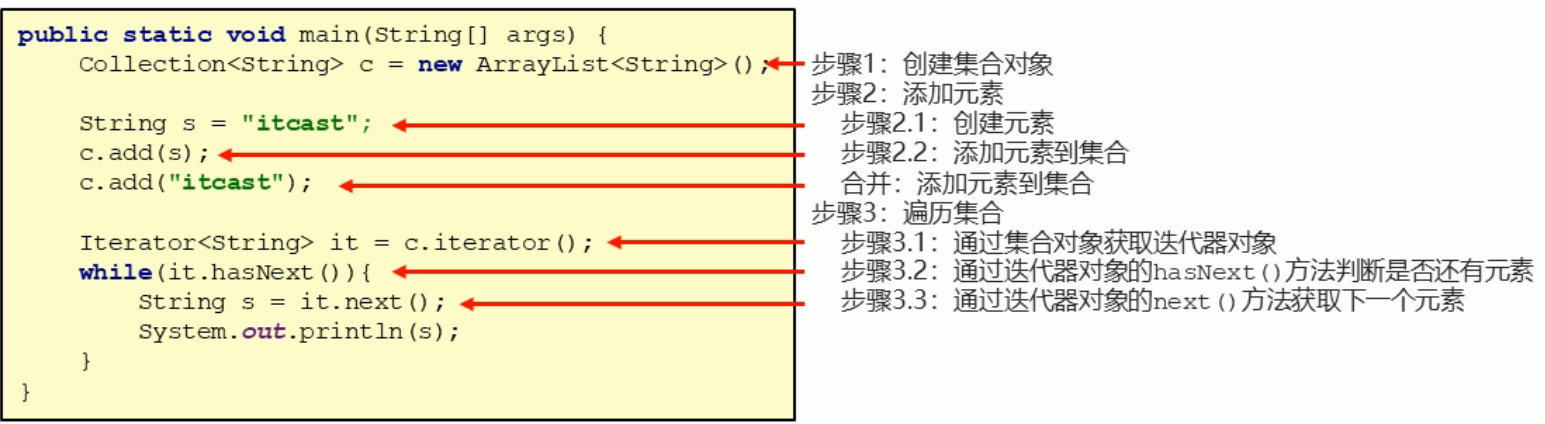 public static void main(String[] args) {
Collection<String> c = new ArrayList<String>(); 步骤1：创建集合对象
步骤2：添加元素
String s = "itcast"; 步骤2.1：创建元素
c.add(s); 步骤2.2：添加元素到集合
c.add("itcast"); 合并：添加元素到集合
步骤3：遍历集合
Iterator<String> it = c.iterator(); 步骤3.1：通过集合对象获取迭代器对象
while(it.hasNext()){ 步骤3.2：通过迭代器对象的hasNext()方法判断是否还有元素
String s = it.next(); 步骤3.3：通过迭代器对象的next()方法获取下一个元素
System.out.println(s);
}
}